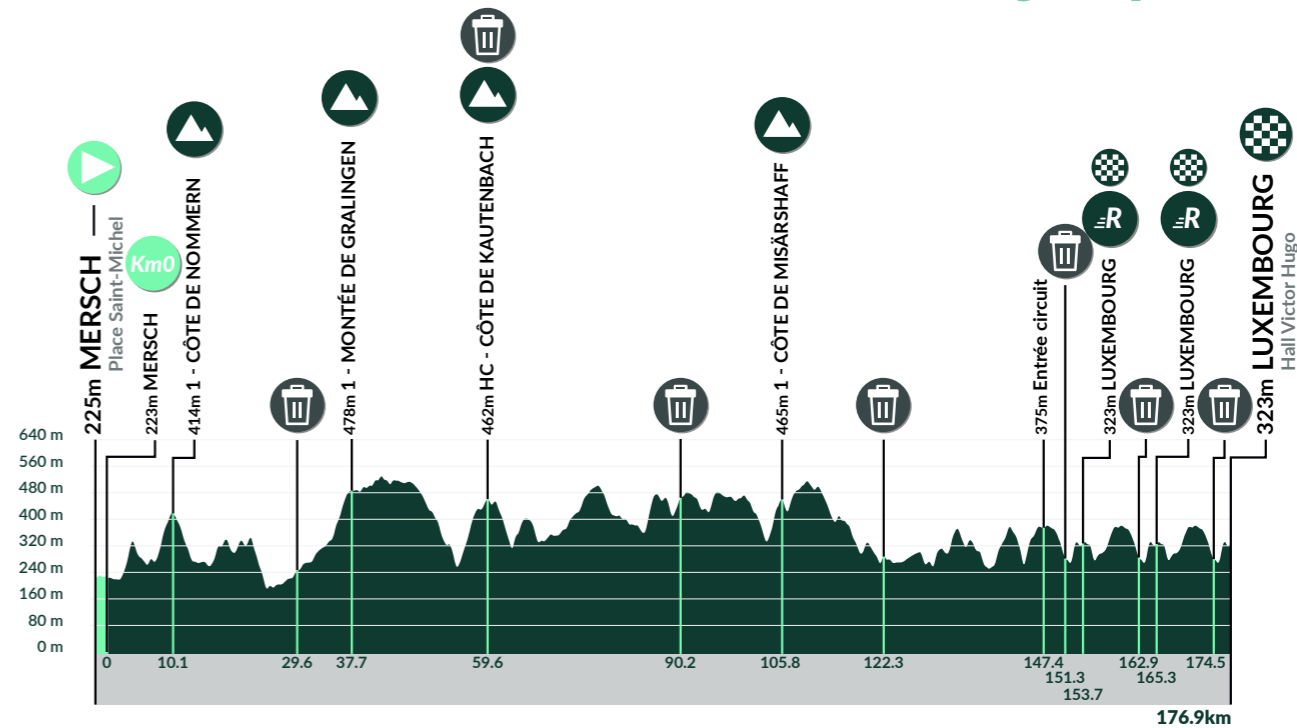 225m MERSCH
Place Saint-Michel
Km0
223m MERSCH
414m 1 - CÔTE DE NOMMERN
478m 1 - MONTÉE DE GRALINGEN
462m HC - CÔTE DE KAUTENBACH
465m 1 - CÔTE DE MISÄRSHAFF
375m Entrée circuit
R
323m LUXEMBOURG
R
323m LUXEMBOURG
323m LUXEMBOURG
Hall Victor Hugo
640 m
560 m
480 m
400 m
320 m
240 m
160 m
80 m
0 m
0 10.1 29.6 37.7 59.6 90.2 105.8 122.3 147.4 162.9 174.5
151.3 165.3
153.7
176.9km